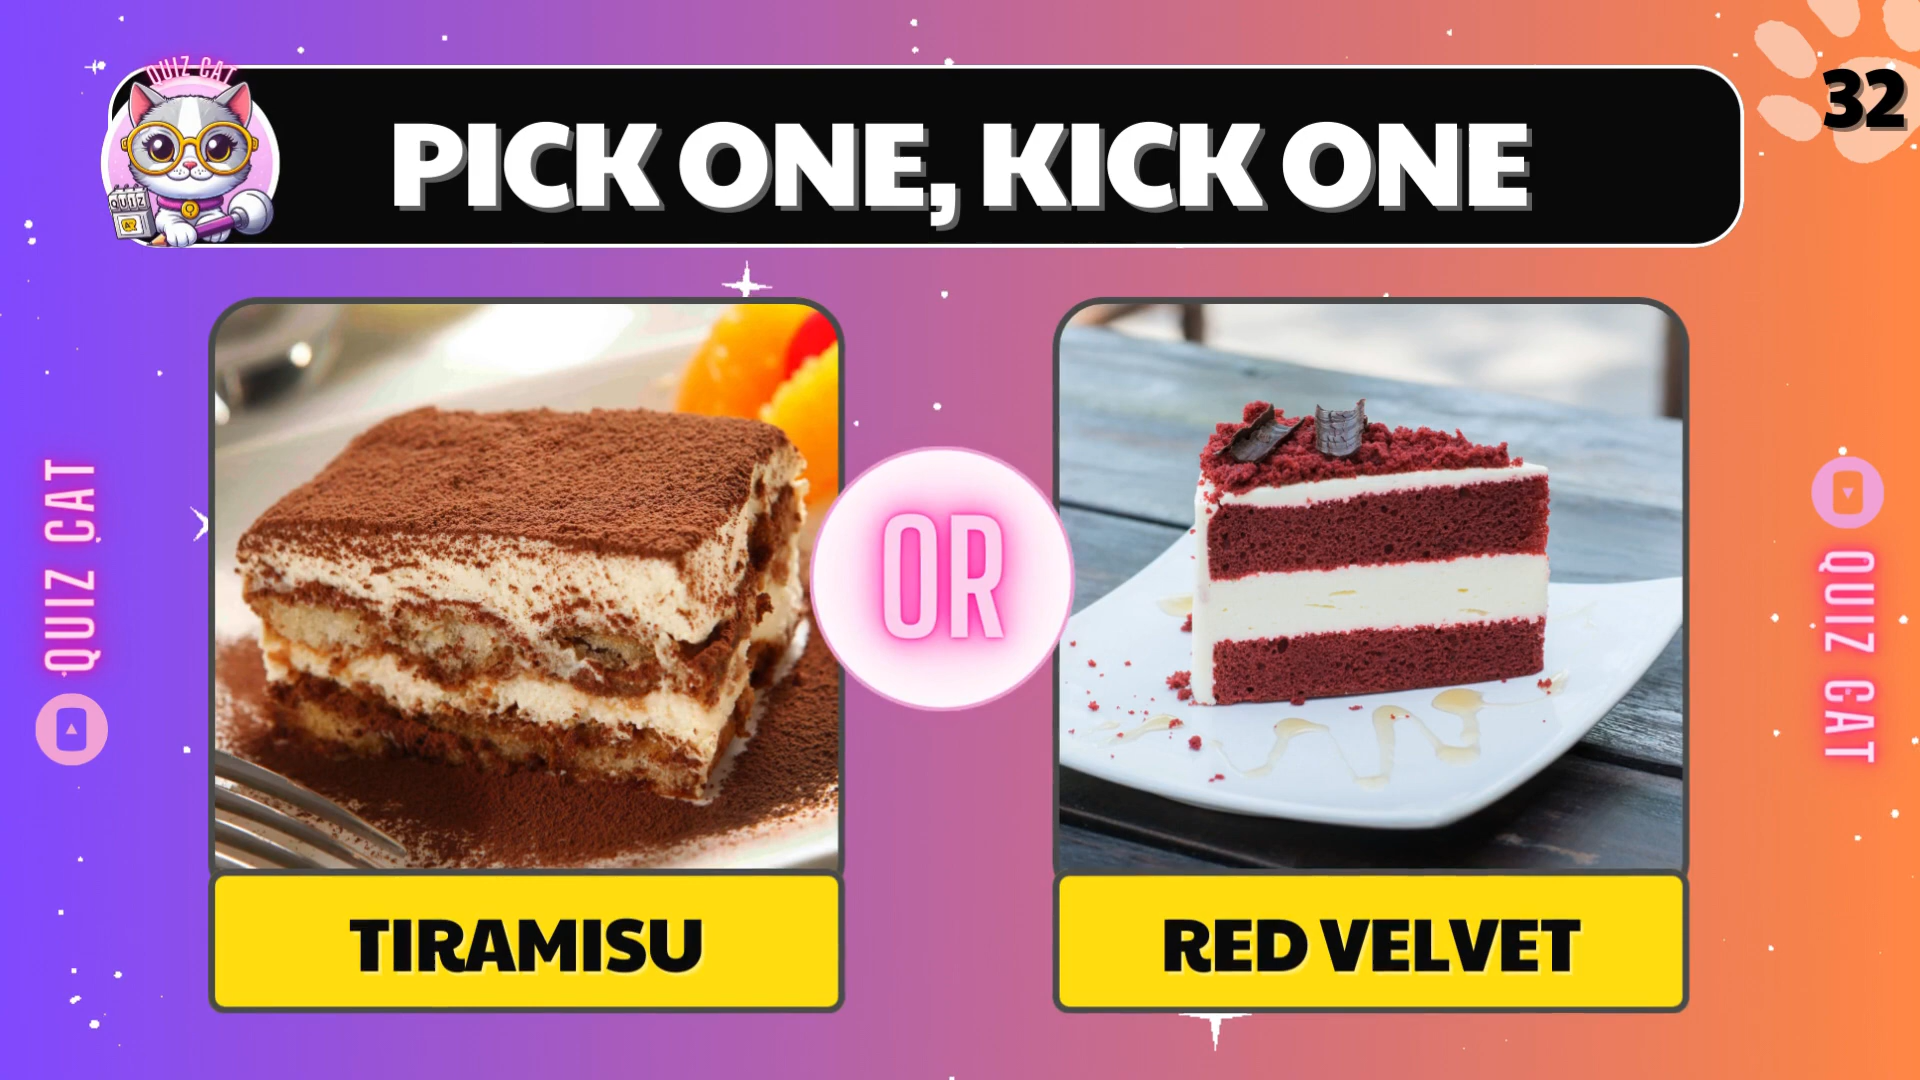 QUIZ CAT
PICK ONE, KICK ONE
32
QUIZ
QUIZ CAT
OR
QUIZ CAT
TIRAMISU
RED VELVET